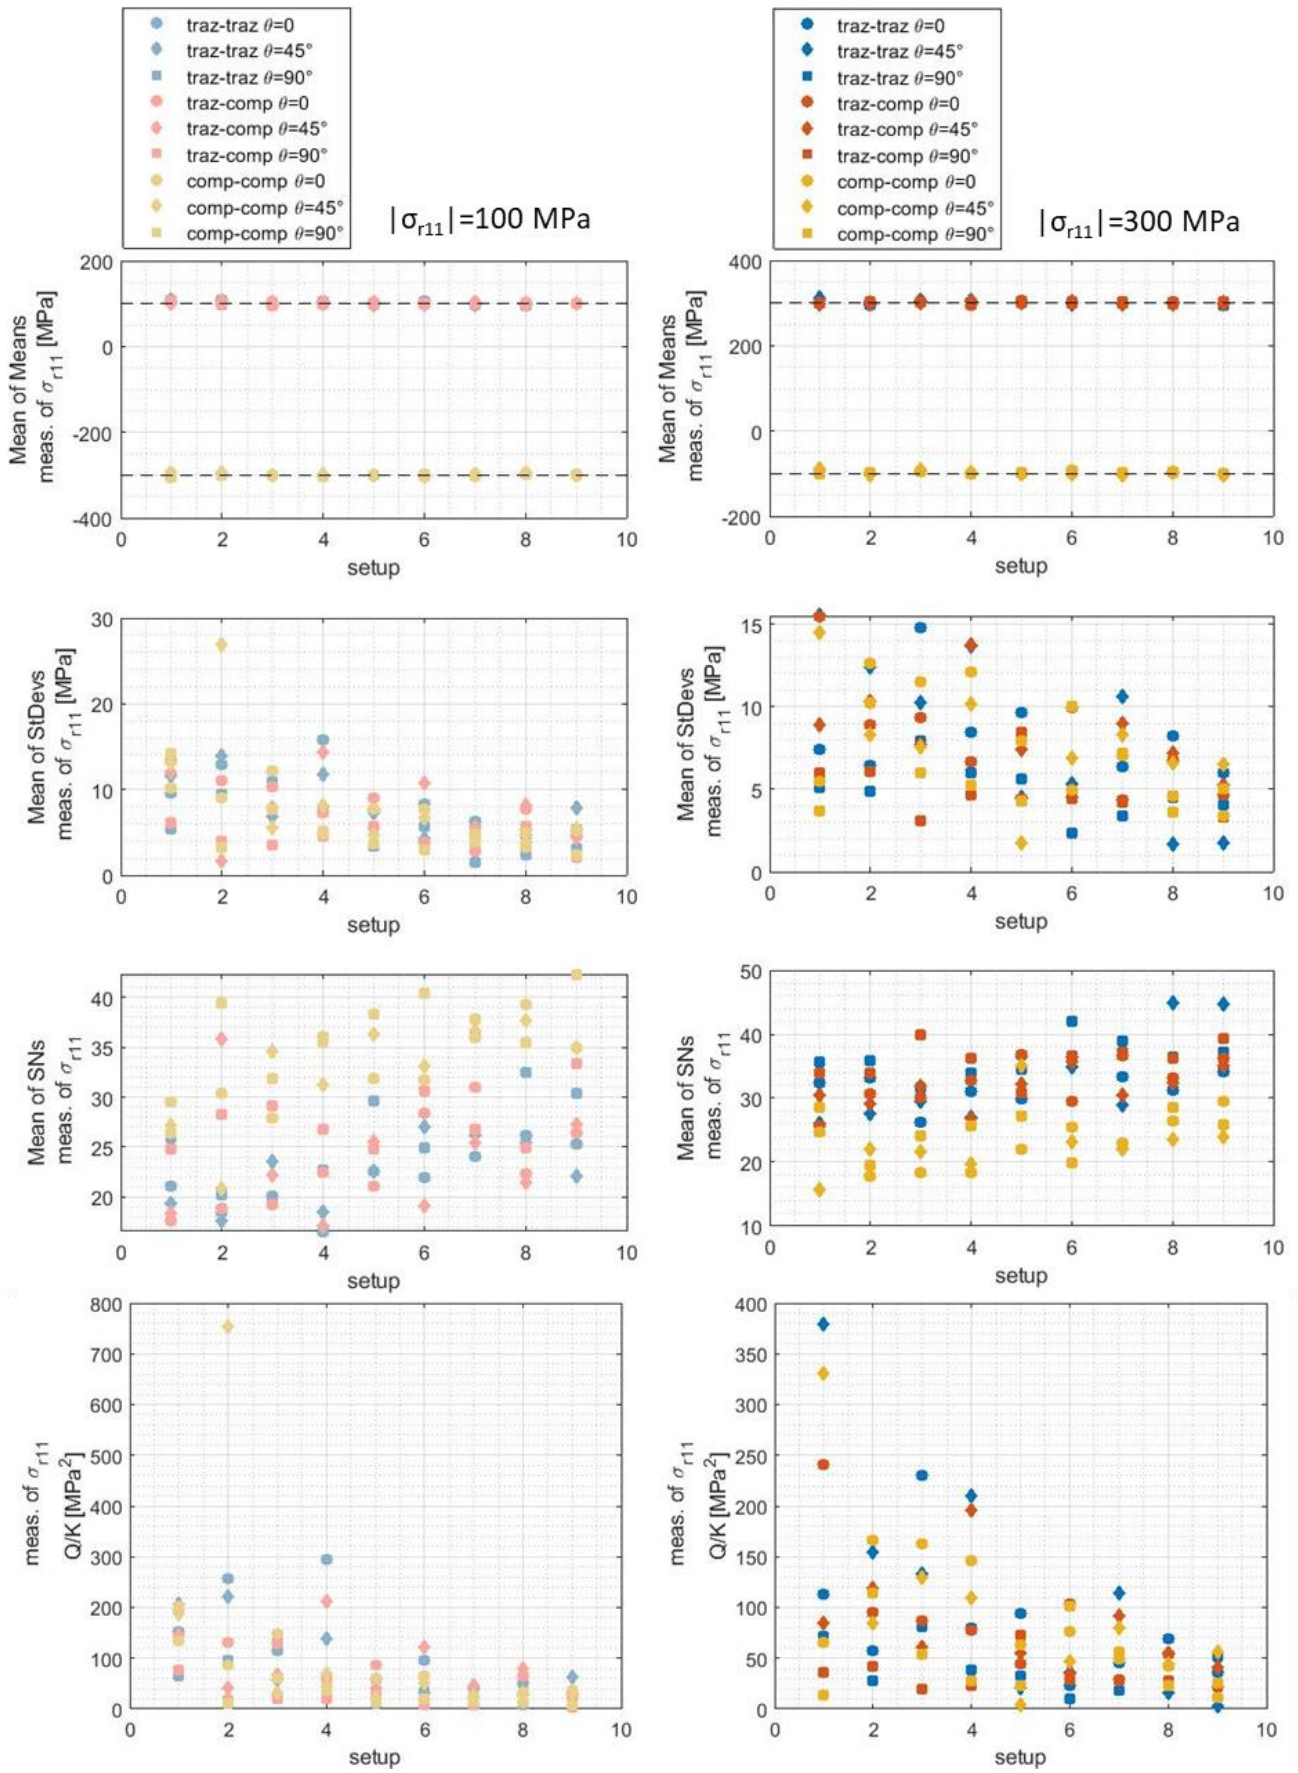 traz-traz θ=0
traz-traz θ=45°
traz-traz θ=90°
traz-comp θ=0
traz-comp θ=45°
traz-comp θ=90°
comp-comp θ=0
comp-comp θ=45°
comp-comp θ=90°
|σr11|=100 MPa
traz-traz θ=0
traz-traz θ=45°
traz-traz θ=90°
traz-comp θ=0
traz-comp θ=45°
traz-comp θ=90°
comp-comp θ=0
comp-comp θ=45°
comp-comp θ=90°
|σr11|=300 MPa
Mean of Means
meas. of σr11 [MPa]
200
0
-200
-400
0 2 4 6 8 10
setup
Mean of Means
meas. of σr11 [MPa]
400
200
0
-200
0 2 4 6 8 10
setup
Mean of StDevs
meas. of σr11 [MPa]
30
20
10
0
0 2 4 6 8 10
setup
Mean of StDevs
meas. of σr11 [MPa]
15
10
5
0
0 2 4 6 8 10
setup
Mean of SNs
meas. of σr11
40
35
30
25
20
0 2 4 6 8 10
setup
Mean of SNs
meas. of σr11
50
40
30
20
10
0 2 4 6 8 10
setup
meas. of σr11
Q/K [MPa2]
800
700
600
500
400
300
200
100
0
0 2 4 6 8 10
setup
meas. of σr11
Q/K [MPa2]
400
350
300
250
200
150
100
50
0
0 2 4 6 8 10
setup